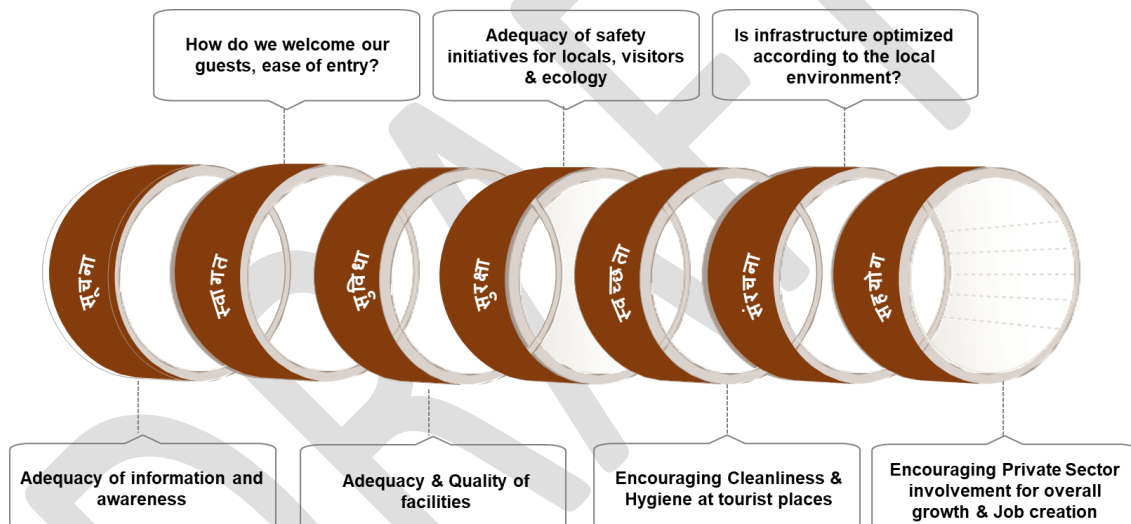 How do we welcome our
guests, ease of entry?
Adequacy of safety
initiatives for locals, visitors
& ecology
Is infrastructure optimized
according to the local
environment?
सूचना
स्वागत
सुविधा
सुरक्षा
स्वच्छता
संरचना
सहयोग
Adequacy of information and
awareness
Adequacy & Quality of
facilities
Encouraging Cleanliness &
Hygiene at tourist places
Encouraging Private Sector
involvement for overall
growth & Job creation
DRAFT